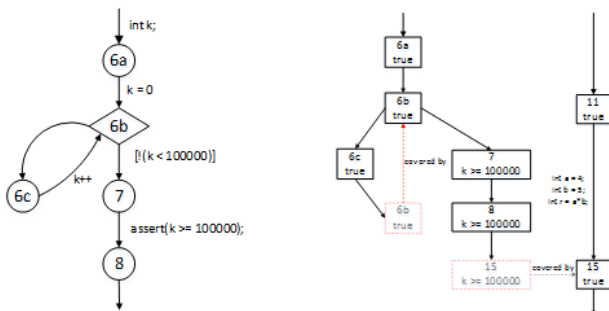 int k;
6a
k = 0
6b
[!(k < 100000)]
6c
k++
7
assert(k >= 100000);
8
6a
true
6b
true
6c
true
covered by
6b
true
7
k >= 100000
8
k >= 100000
15
k >= 100000
covered by
11
true
int a = 4;
int b = 5;
int r = a*b;
15
true